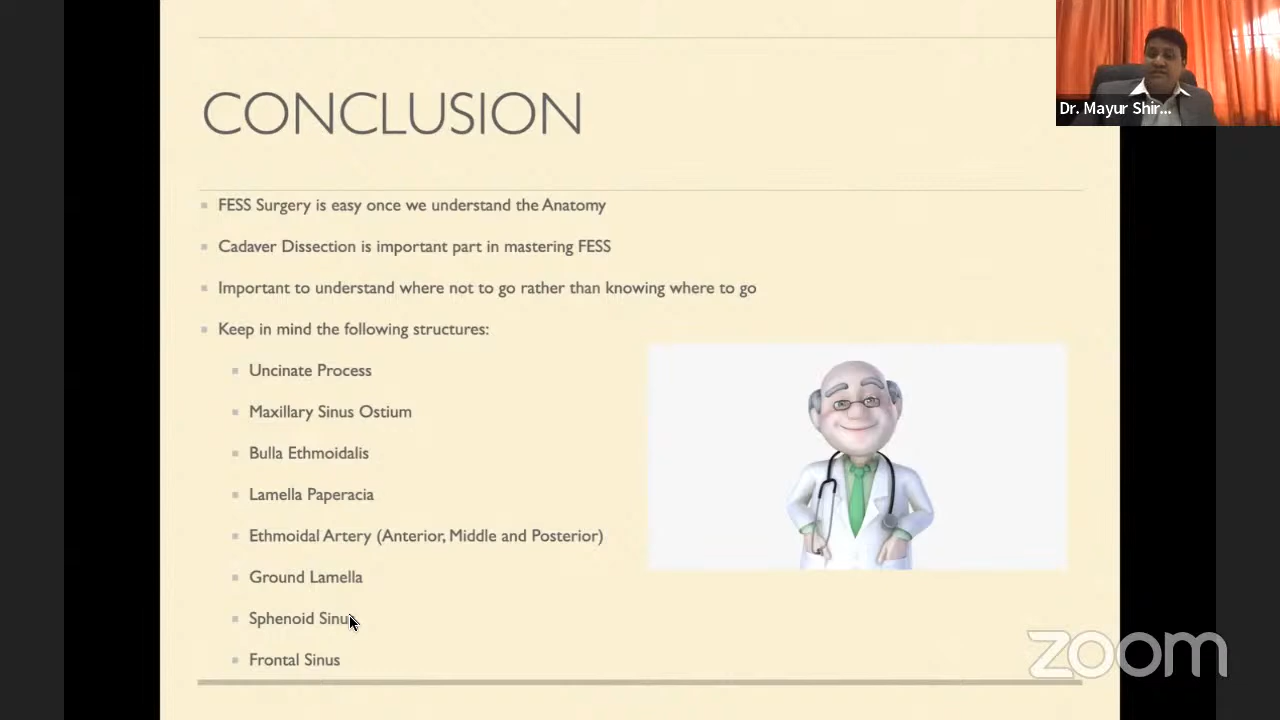 CONCLUSION
Dr. Mayur Shir...
FESS Surgery is easy once we understand the Anatomy
Cadaver Dissection is important part in mastering FESS
Important to understand where not to go rather than knowing where to go
Keep in mind the following structures:
Uncinate Process
Maxillary Sinus Ostium
Bulla Ethmoidalis
Lamella Paperacia
Ethmoidal Artery (Anterior, Middle and Posterior)
Ground Lamella
Sphenoid Sinus
Frontal Sinus
zoom